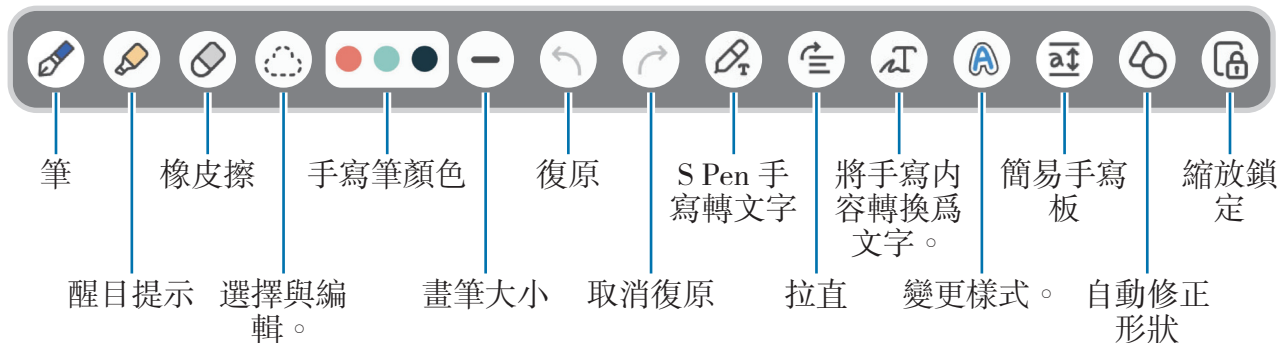 筆
橡皮擦
手寫筆顏色
復原
S Pen 手
寫轉文字
將手寫内
容轉換爲
文字。
簡易手寫
板
縮放鎖
定
醒目提示
選擇與編
輯。
畫筆大小
取消復原
拉直
變更樣式。
自動修正
形狀